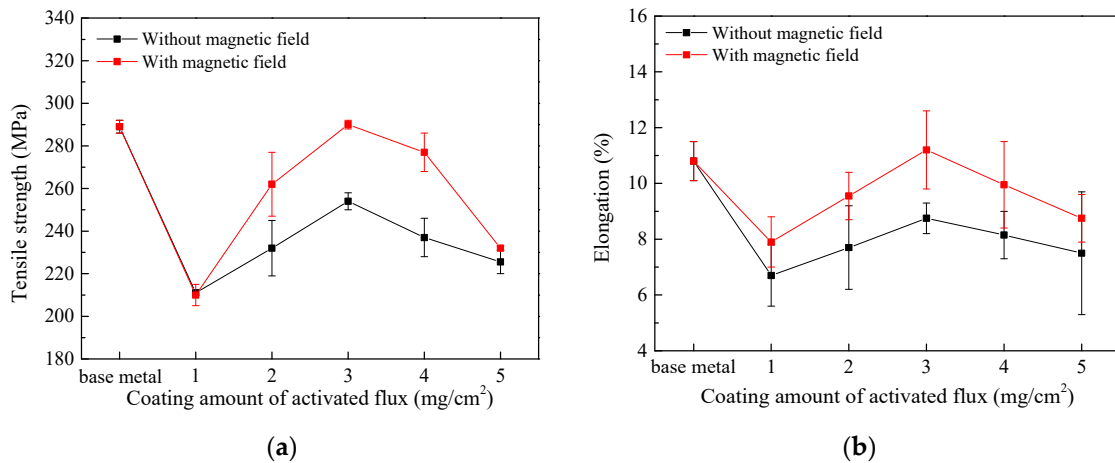 340
320
300
280
260
240
220
200
180
Tensile strength (MPa)
Without magnetic field
With magnetic field
base metal 1 2 3 4 5
Coating amount of activated flux (mg/cm²)
(a)
16
14
12
10
8
6
4
Elongation (%)
Without magnetic field
With magnetic field
base metal 1 2 3 4 5
Coating amount of activated flux (mg/cm²)
(b)